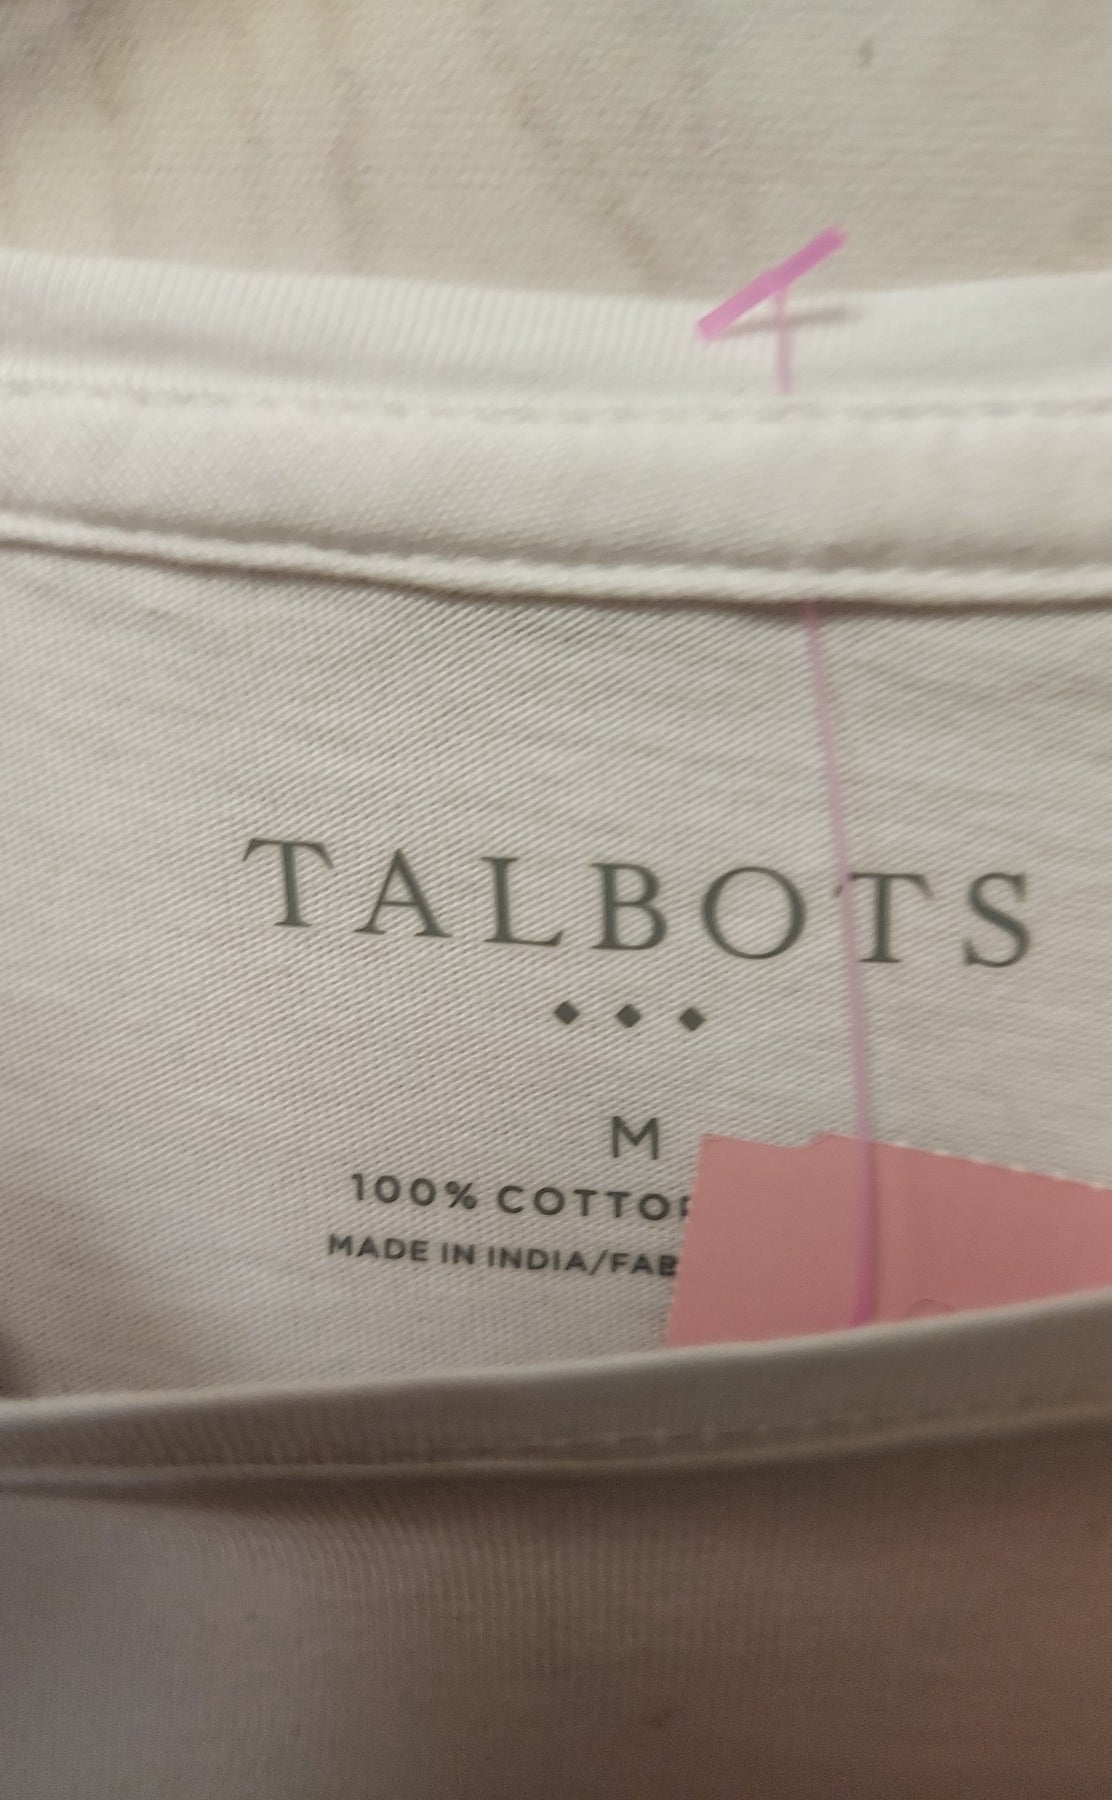 TALBOTS
M
100% COTTO
MADE IN INDIA/FAB